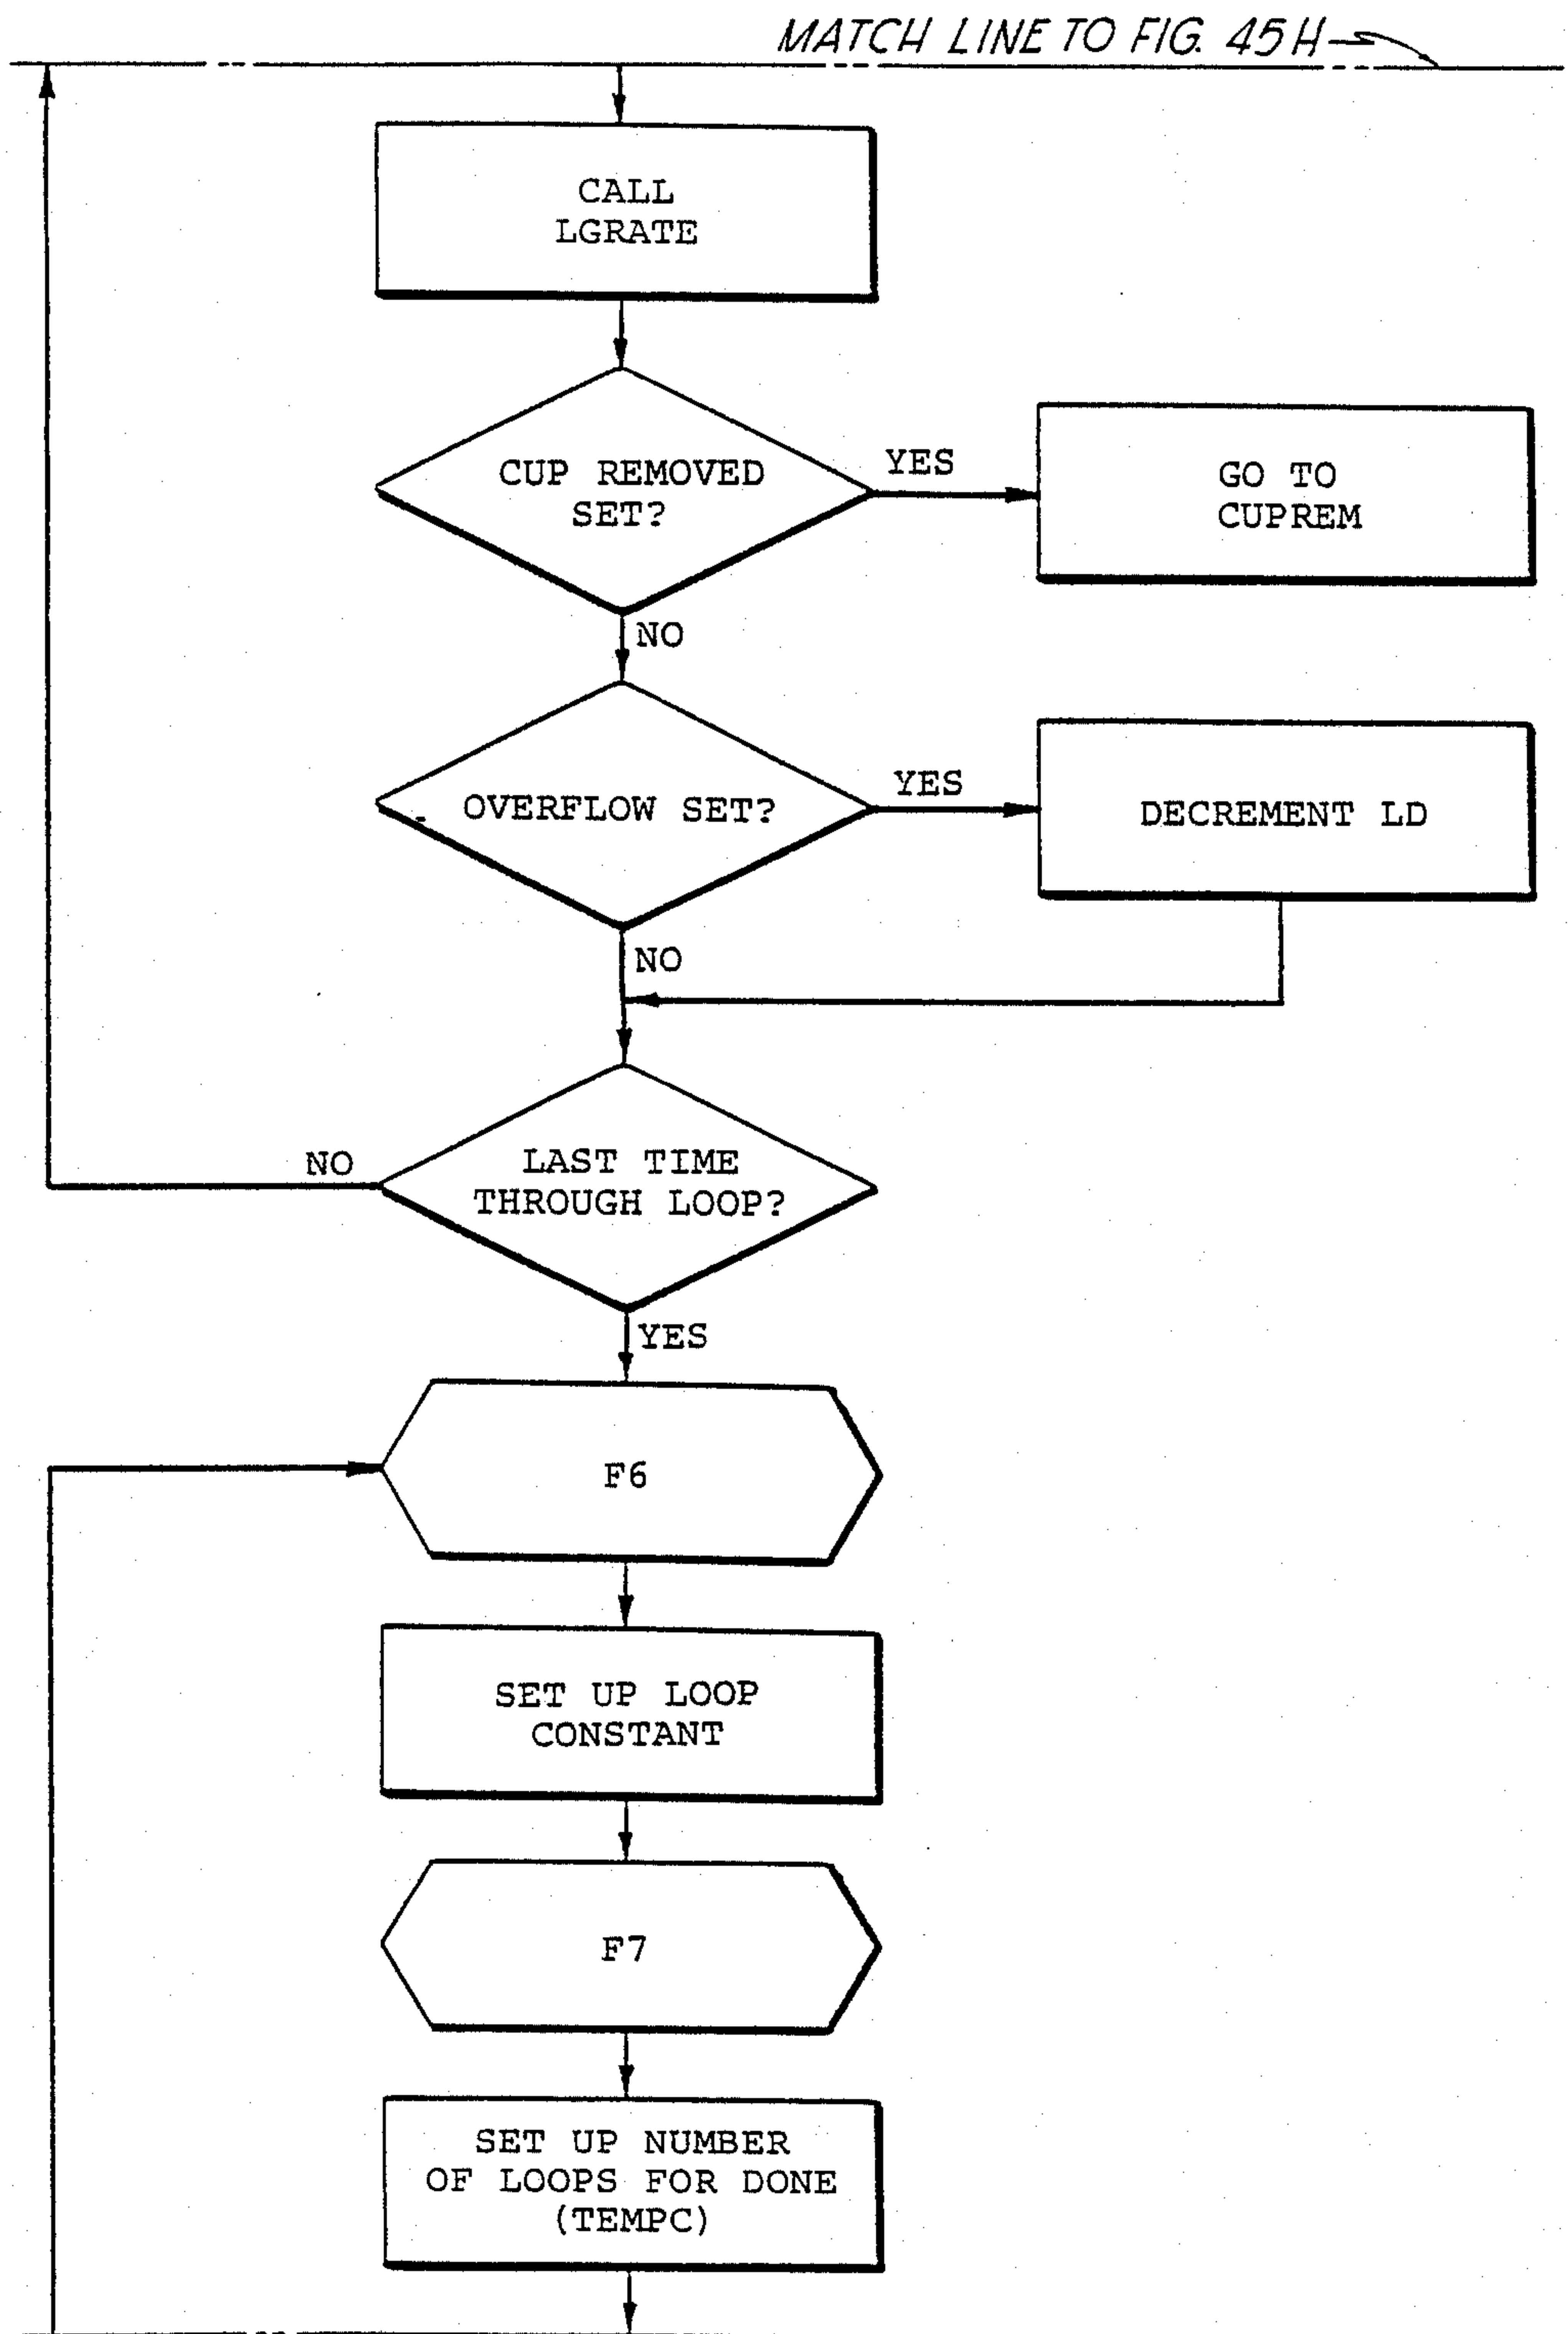 MATCH LINE TO FIG. 45H
CALL
LGRATE
CUP REMOVED
SET?
YES
GO TO
CUPREM
NO
OVERFLOW SET?
YES
DECREMENT LD
NO
LAST TIME
THROUGH LOOP?
NO
YES
F6
SET UP LOOP
CONSTANT
F7
SET UP NUMBER
OF LOOPS FOR DONE
(TEMPC)